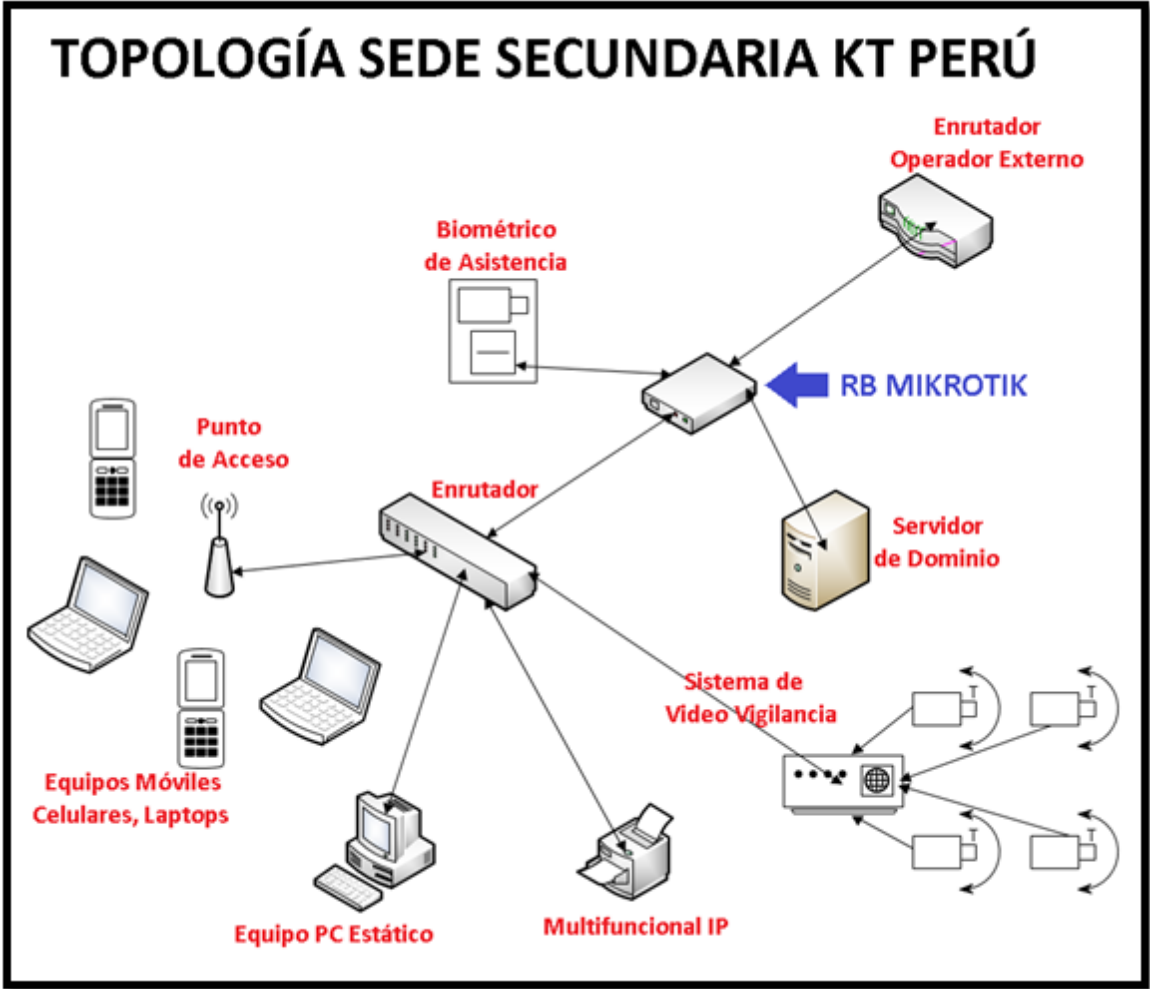 TOPOLOGÍA SEDE SECUNDARIA KT PERÚ
Enrutador
Operador Externo
Biométrico
de Asistencia
RB MIKROTIK
Punto
de Acceso
Enrutador
Servidor
de Dominio
Sistema de
Video Vigilancia
Equipos Móviles
Celulares, Laptops
Equipo PC Estático
Multifuncional IP